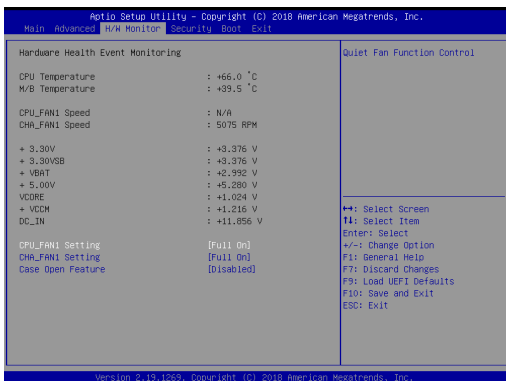 Aptio Setup Utility – Copyright (C) 2018 American Megatrends, Inc.
Main Advanced H/W Monitor Security Boot Exit
Hardware Health Event Monitoring
CPU Temperature : +66.0 °C
M/B Temperature : +39.5 °C
CPU_FAN1 Speed : N/A
CHA_FAN1 Speed : 5075 RPM
+ 3.30V : +3.376 V
+ 3.30VSB : +3.376 V
+ VBAT : +2.992 V
+ 5.00V : +5.280 V
VCORE : +1.024 V
+ VCCM : +1.216 V
DC_IN : +11.856 V
CPU_FAN1 Setting [Full On]
CHA_FAN1 Setting [Full On]
Case Open Feature [Disabled]
Quiet Fan Function Control
↔: Select Screen
↑↓: Select Item
Enter: Select
+/-: Change Option
F1: General Help
F7: Discard Changes
F9: Load UEFI Defaults
F10: Save and Exit
ESC: Exit
Version 2.19.1269. Copyright (C) 2018 American Megatrends, Inc.